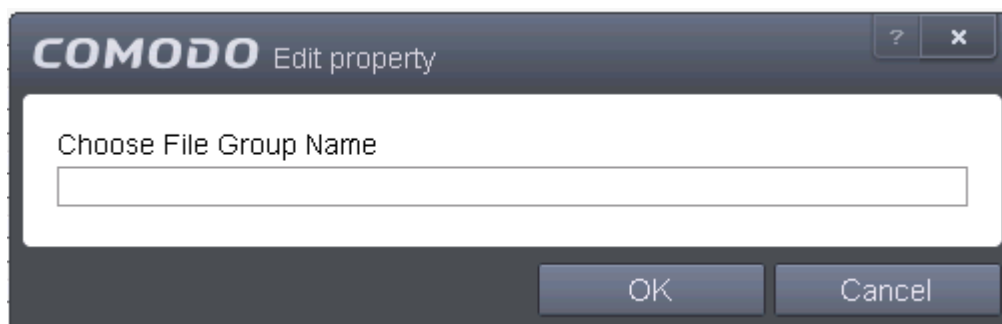 COMODO Edit property
?
x
Choose File Group Name
OK
Cancel